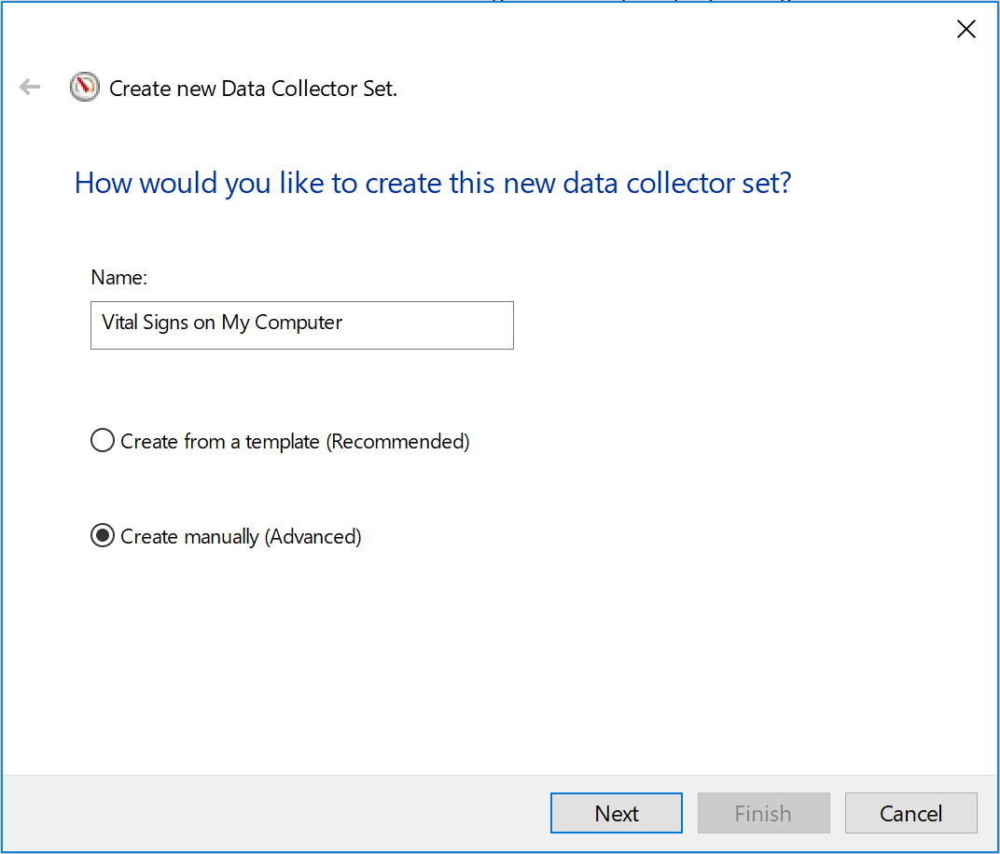 Create new Data Collector Set.
How would you like to create this new data collector set?
Name:
Vital Signs on My Computer
Create from a template (Recommended)
Create manually (Advanced)
Next
Finish
Cancel